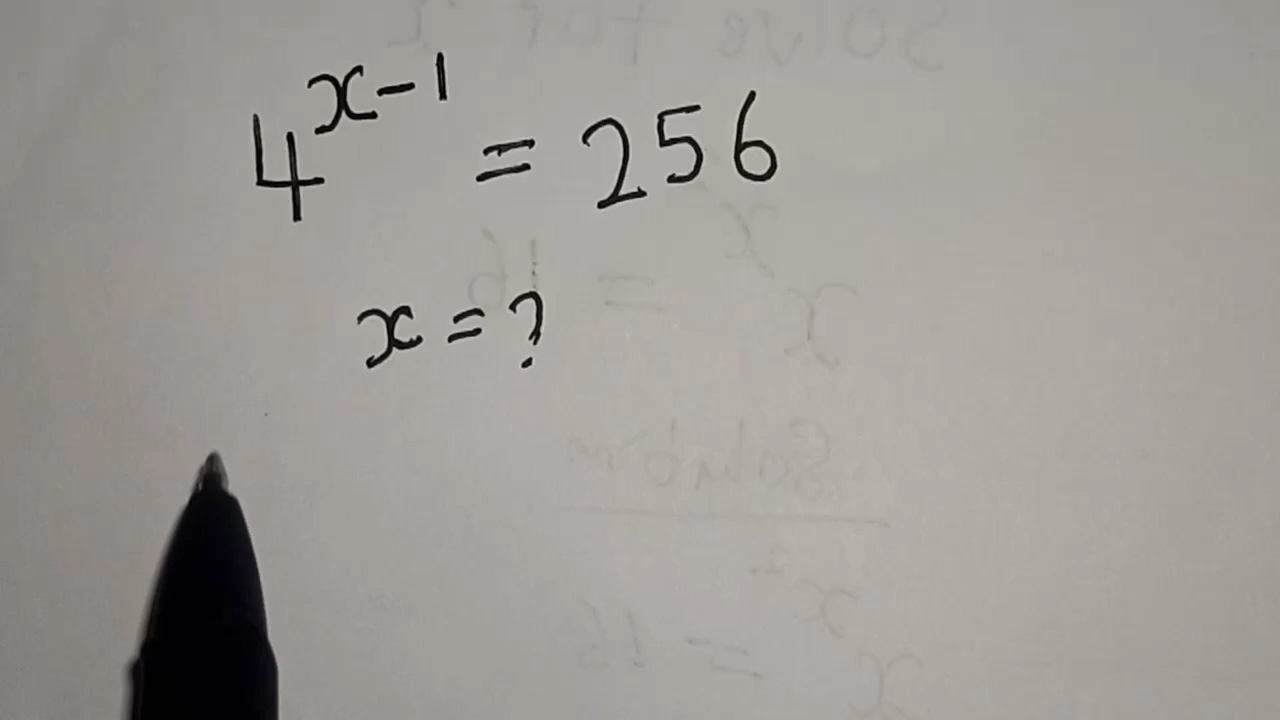 4^{x-1} = 256
x = ?